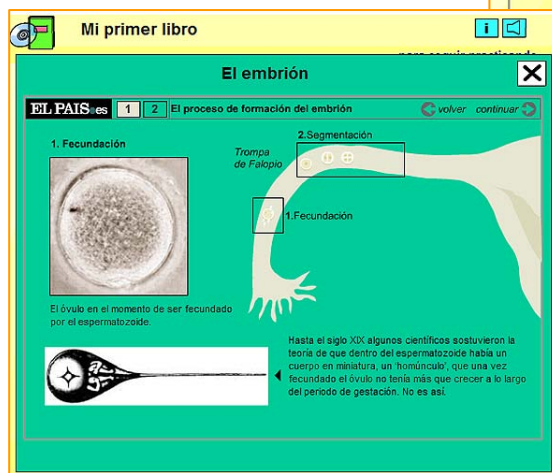 Mi primer libro
i
El embrión
EL PAIS.es 1 2 El proceso de formación del embrión volver continuar
1. Fecundación
2.Segmentación
Trompa
de Falopio
1.Fecundación
El óvulo en el momento de ser fecundado
por el espermatozoide.
Hasta el siglo XIX algunos científicos sostuvieron la
teoría de que dentro del espermatozoide había un
cuerpo en miniatura, un 'homúnculo', que una vez
fecundado el óvulo no tenía más que crecer a lo largo
del periodo de gestación. No es así.